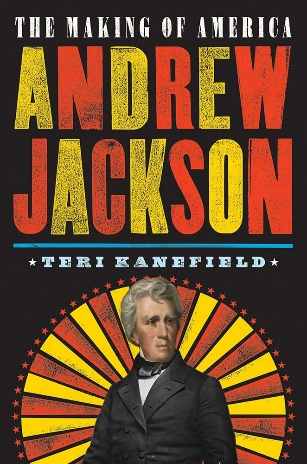 THE MAKING OF AMERICA
ANDREW
JACKSON
TERI KANEFIELD